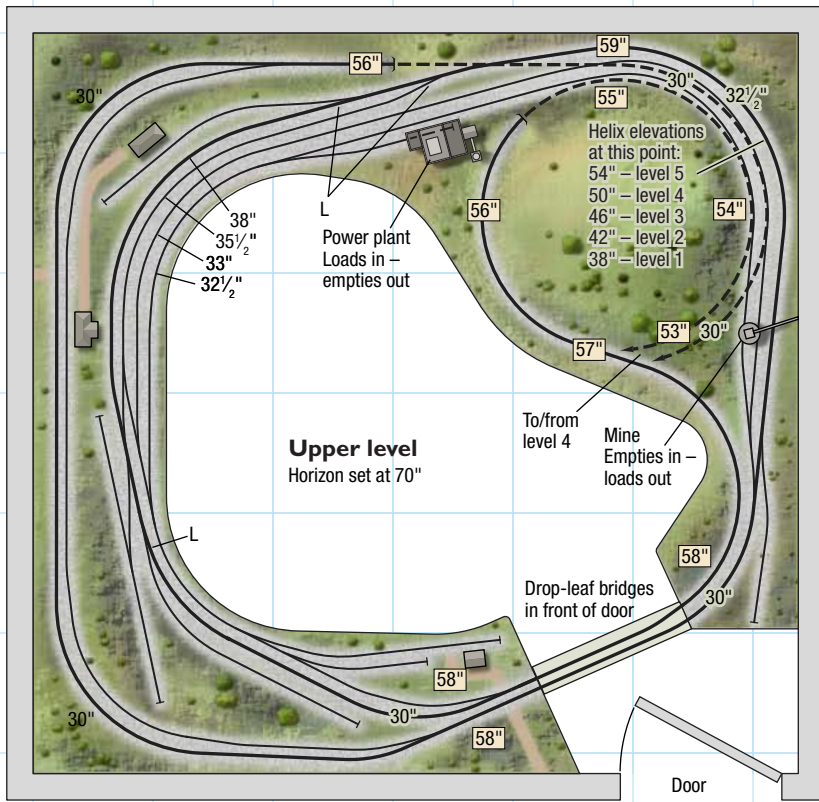 59"
56"
30"
30"
32½"
55"
Helix elevations
at this point:
54" – level 5
50" – level 4
46" – level 3
42" – level 2
38" – level 1
54"
56"
38"
35½"
33"
32½"
L
Power plant
Loads in –
empties out
53"
30"
57"
To/from
level 4
Mine
Empties in –
loads out
Upper level
Horizon set at 70"
L
58"
Drop-leaf bridges
in front of door
30"
58"
30"
30"
58"
Door